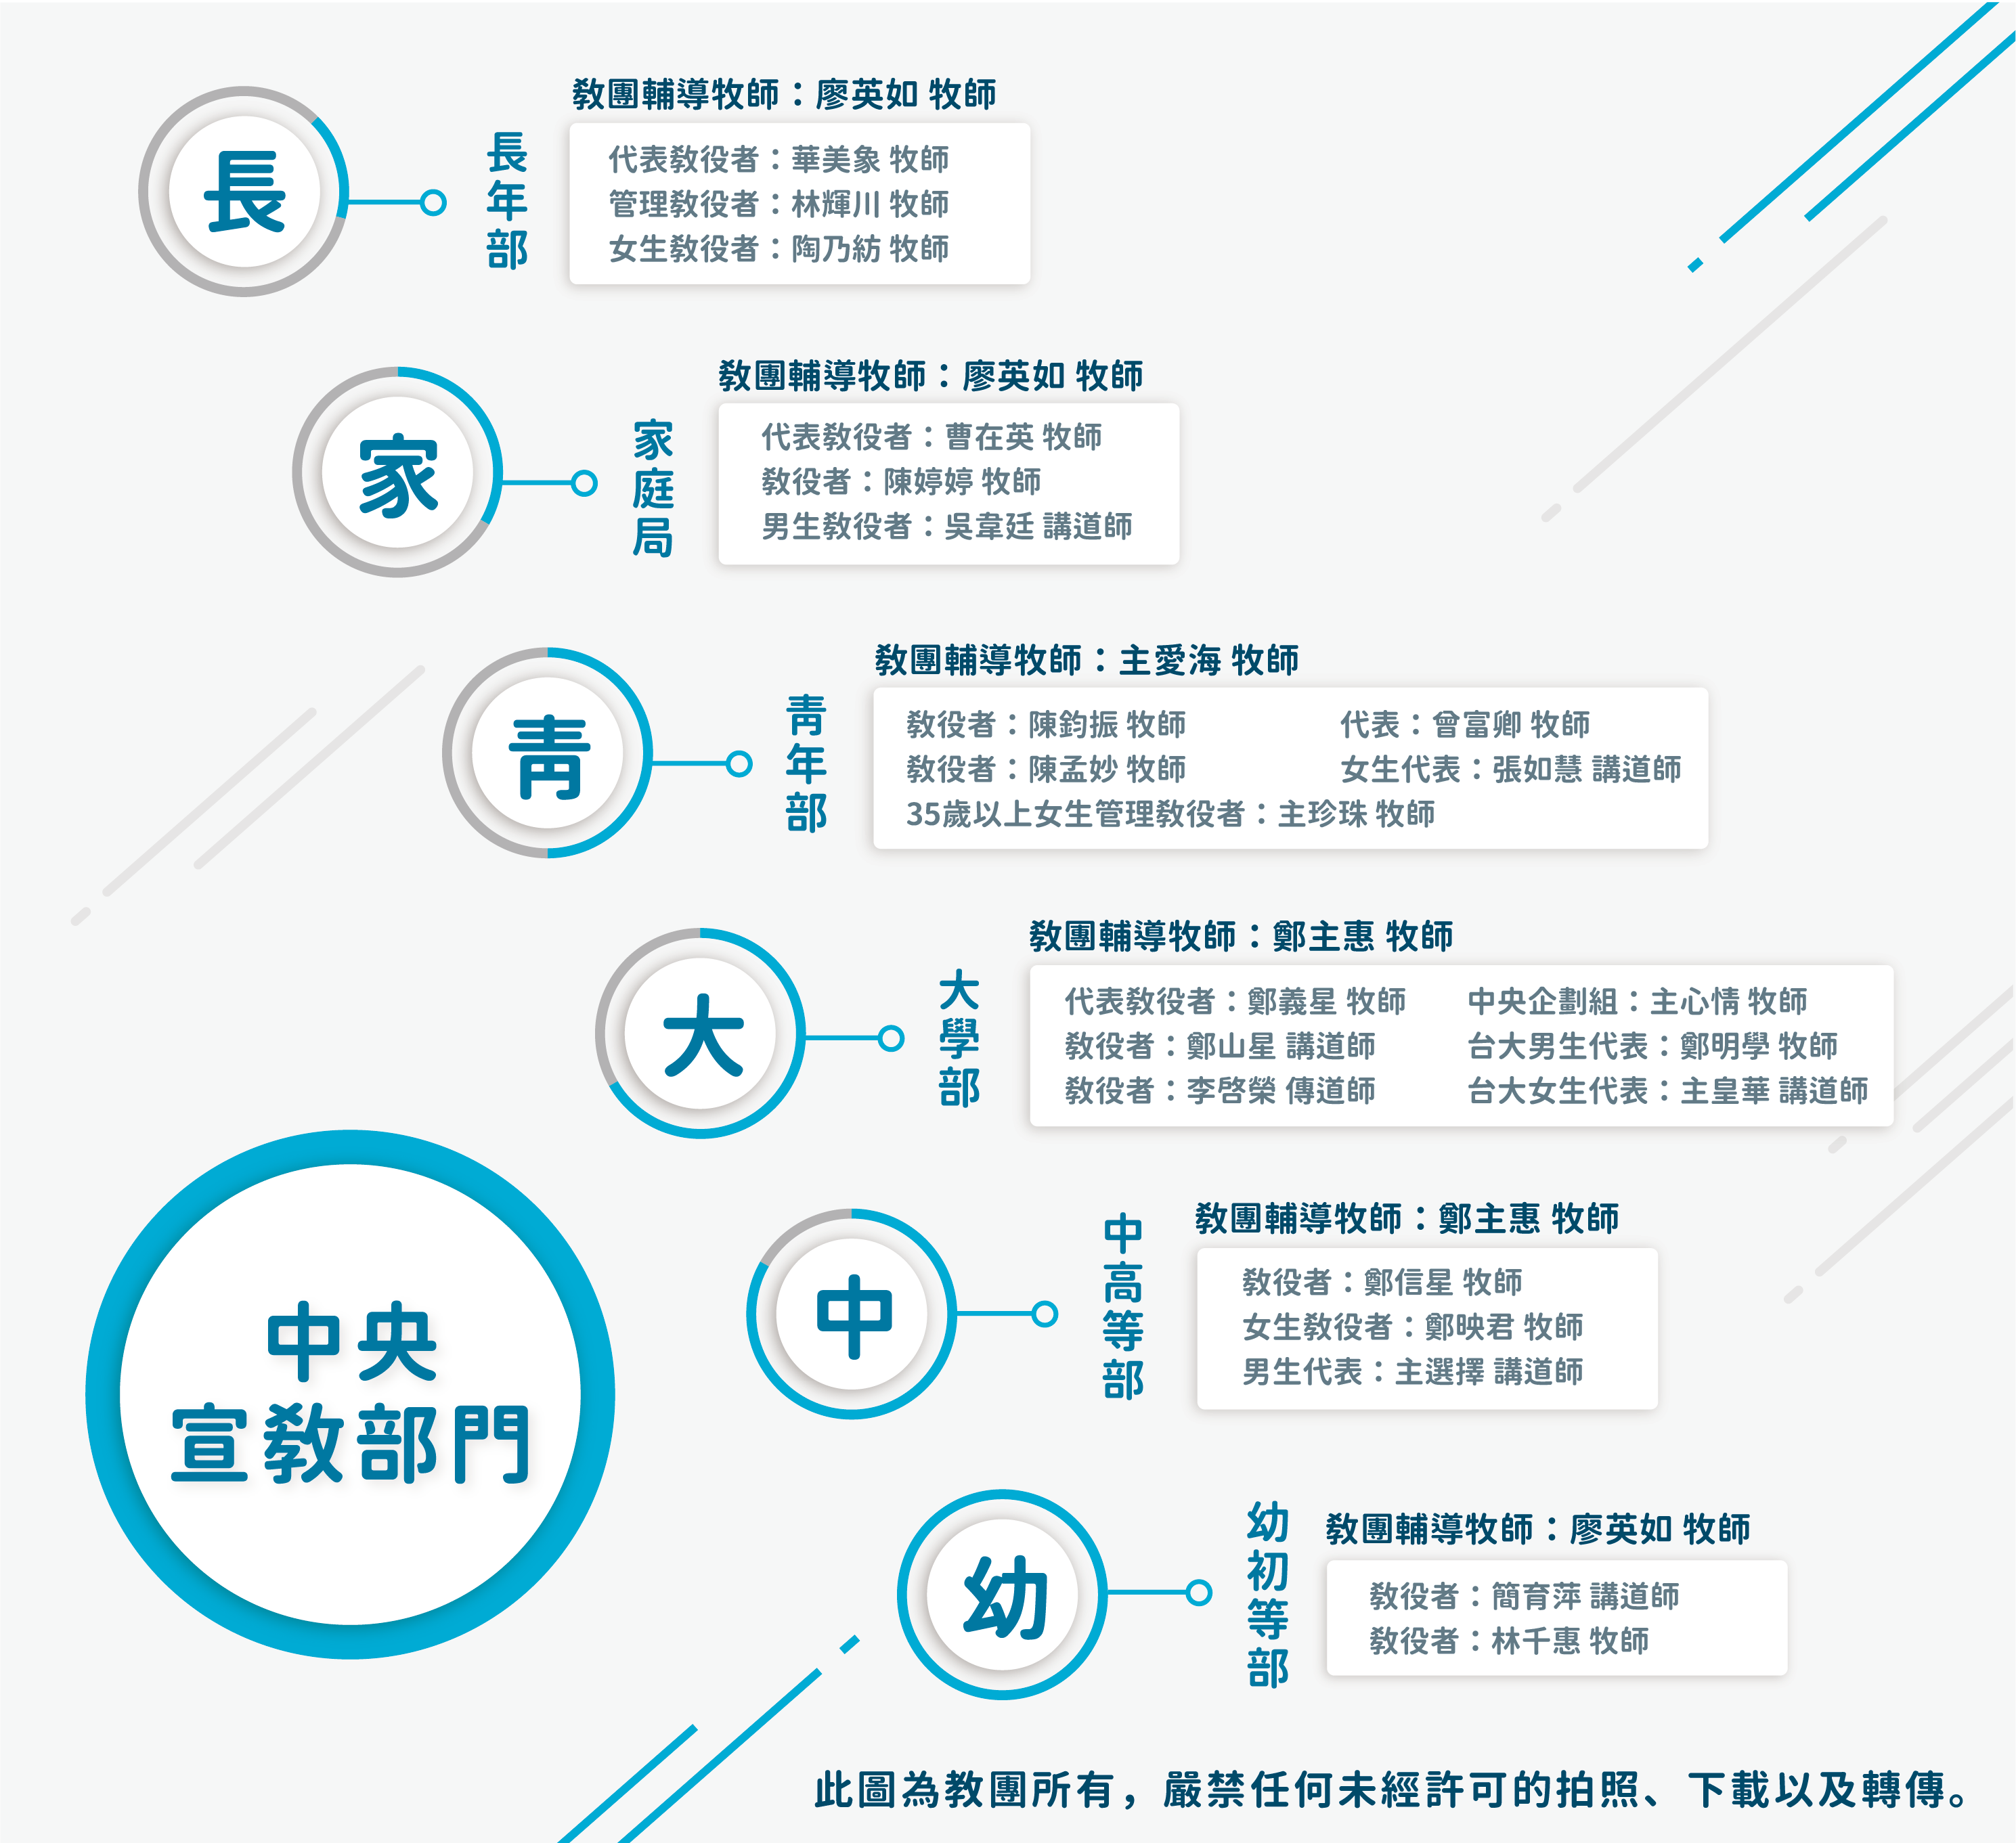 長
長年部
教團輔導牧師：廖英如 牧師
代表教役者：華美象 牧師
管理教役者：林輝川 牧師
女生教役者：陶乃紡 牧師
家
家庭局
教團輔導牧師：廖英如 牧師
代表教役者：曹在英 牧師
教役者：陳婷婷 牧師
男生教役者：吳韋廷 講道師
青
青年部
教團輔導牧師：主愛海 牧師
教役者：陳鈞振 牧師
代表：曾富卿 牧師
教役者：陳孟妙 牧師
女生代表：張如慧 講道師
35歲以上女生管理教役者：主珍珠 牧師
大
大學部
教團輔導牧師：鄭主惠 牧師
代表教役者：鄭義星 牧師
中央企劃組：主心情 牧師
教役者：鄭山星 講道師
台大男生代表：鄭明學 牧師
教役者：李啓榮 傳道師
台大女生代表：主皇華 講道師
中
中高等部
教團輔導牧師：鄭主惠 牧師
教役者：鄭信星 牧師
女生教役者：鄭映君 牧師
男生代表：主選擇 講道師
中央
宣教部門
幼
幼初等部
教團輔導牧師：廖英如 牧師
教役者：簡育萍 講道師
教役者：林千惠 牧師
此圖為教團所有，嚴禁任何未經許可的拍照、下載以及轉傳。